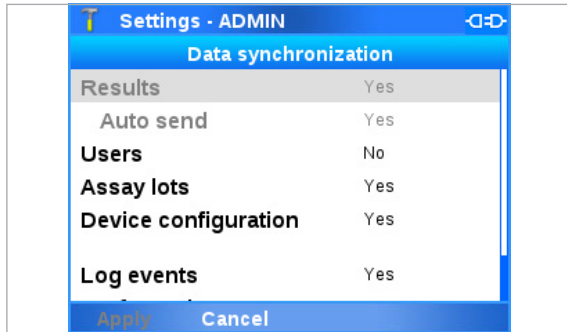 Settings - ADMIN
Data synchronization
Results Yes
Auto send Yes
Users No
Assay lots Yes
Device configuration Yes
Log events Yes
Apply Cancel